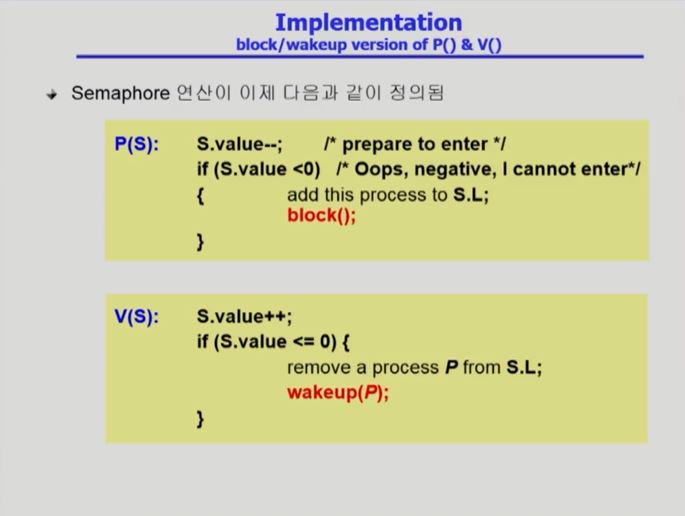 Implementation
block/wakeup version of P() & V()
Semaphore 연산이 이제 다음과 같이 정의됨
P(S): S.value--; /* prepare to enter */
if (S.value <0) /* Oops, negative, I cannot enter*/
{ add this process to S.L;
block();
}
V(S): S.value++;
if (S.value <= 0) {
remove a process P from S.L;
wakeup(P);
}